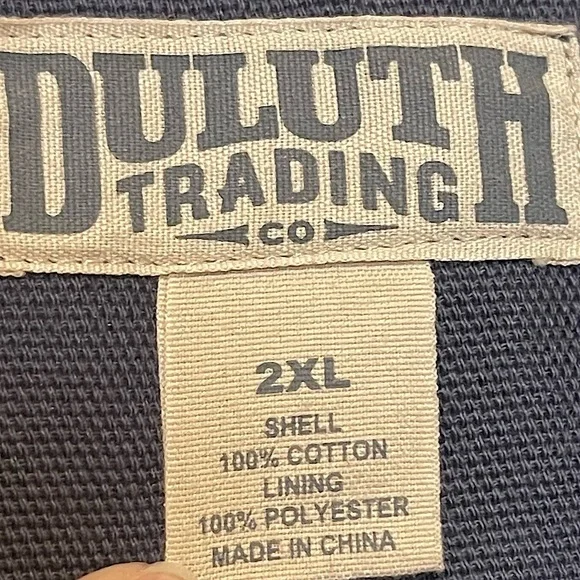 DULUTH
TRADING
CO
2XL
SHELL
100% COTTON
LINING
100% POLYESTER
MADE IN CHINA